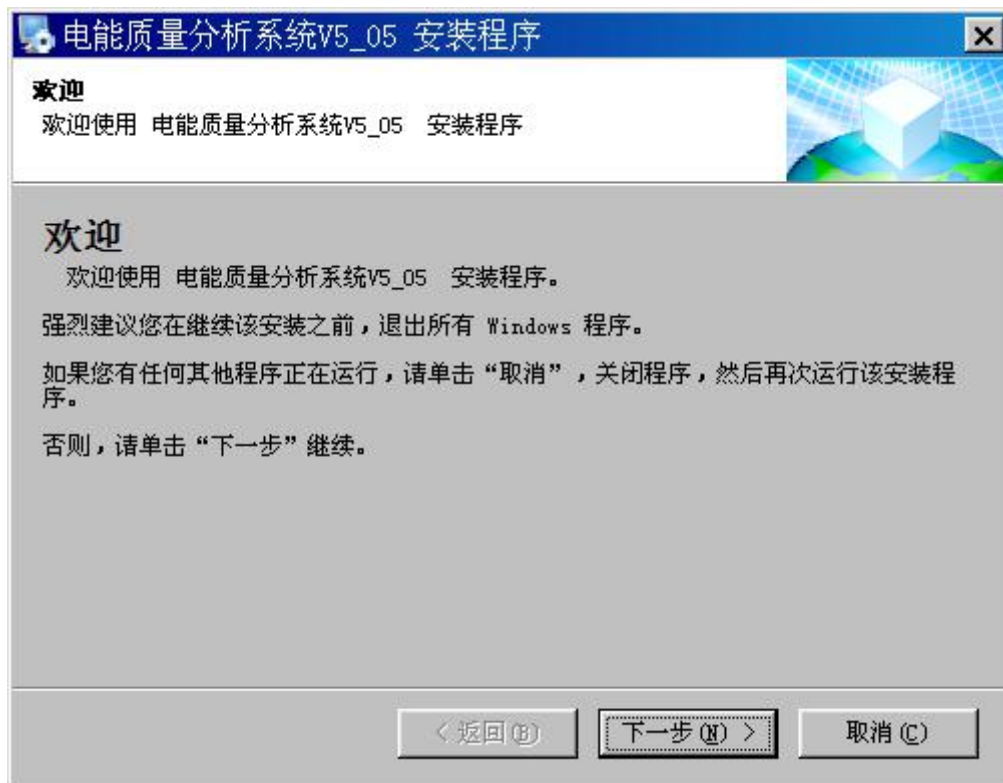 电能质量分析系统V5_05 安装程序
欢迎
欢迎使用 电能质量分析系统V5_05 安装程序
欢迎
欢迎使用 电能质量分析系统V5_05 安装程序。
强烈建议您在继续该安装之前，退出所有 Windows 程序。
如果您有任何其他程序正在运行，请单击“取消”，关闭程序，然后再次运行该安装程
序。
否则，请单击“下一步”继续。
< 返回(B) 下一步(N) > 取消(C)